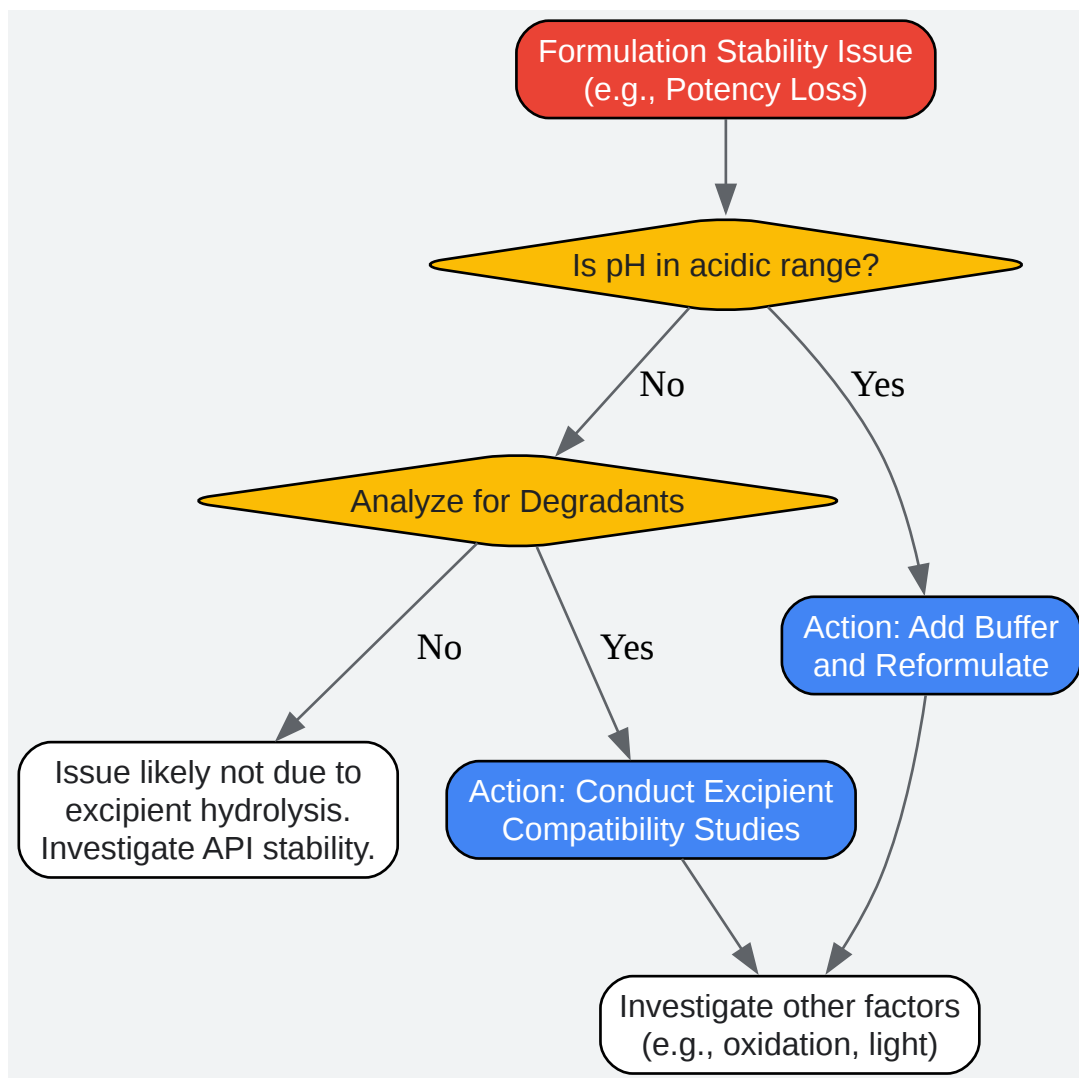 Formulation Stability Issue
(e.g., Potency Loss)
Is pH in acidic range?
No
Yes
Analyze for Degradants
No
Yes
Action: Add Buffer
and Reformulate
Issue likely not due to
excipient hydrolysis.
Investigate API stability.
Action: Conduct Excipient
Compatibility Studies
Investigate other factors
(e.g., oxidation, light)